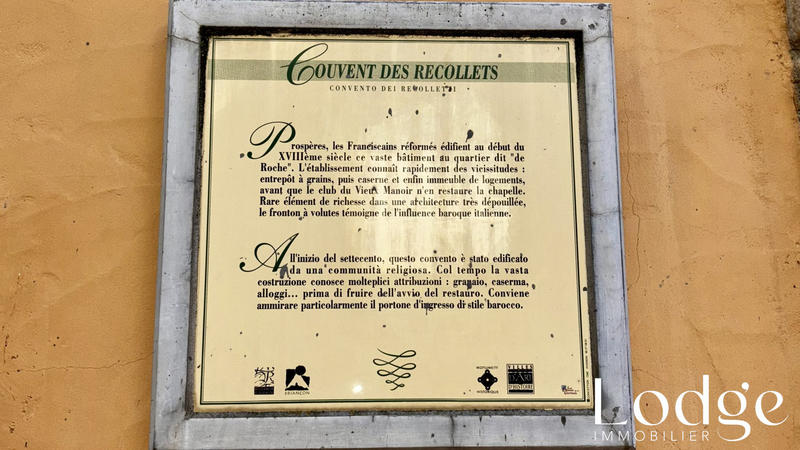 COUVENT DES RECOLLETS
CONVENTO DEI RECOLLETTI
Prospères, les Franciscains réformés édifient au début du
XVIIIème siècle ce vaste bâtiment au quartier dit "de
Roche". L'établissement connaît rapidement des vicissitudes :
entrepôt à grains, puis caserne et enfin immeuble de logements,
avant que le club du Vieux Manoir n'en restaure la chapelle.
Rare élément de richesse dans une architecture très dépouillée,
le fronton à volutes témoigne de l'influence baroque italienne.
All'inizio del settecento, questo convento è stato edificato
da una communità religiosa. Col tempo la vasta
costruzione conosce molteplici attribuzioni : granaio, caserma,
alloggi... prima di fruire dell'avvio del restauro. Conviene
ammirare particolarmente il portone d'ingresso di stile barocco.
BRIANÇON
MONUMENT
HISTORIQUE
VILLES
D'ART
D'HISTOIRE
Lodge
IMMOBILIER